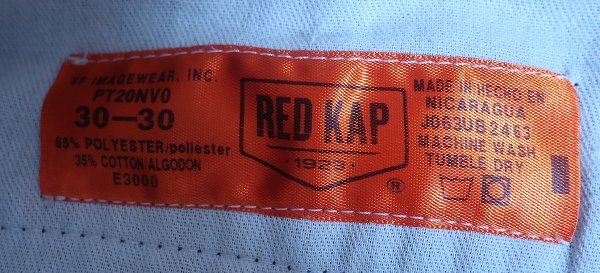 VF IMAGEWEAR, INC.
PT20NV0
30—30
65% POLYESTER/poliester
35% COTTON ALGODON
E3000
RED KAP
·1923·
®
MADE IN HECHO EN
NICARAGUA
J063UB2463
MACHINE WASH
TUMBLE DRY